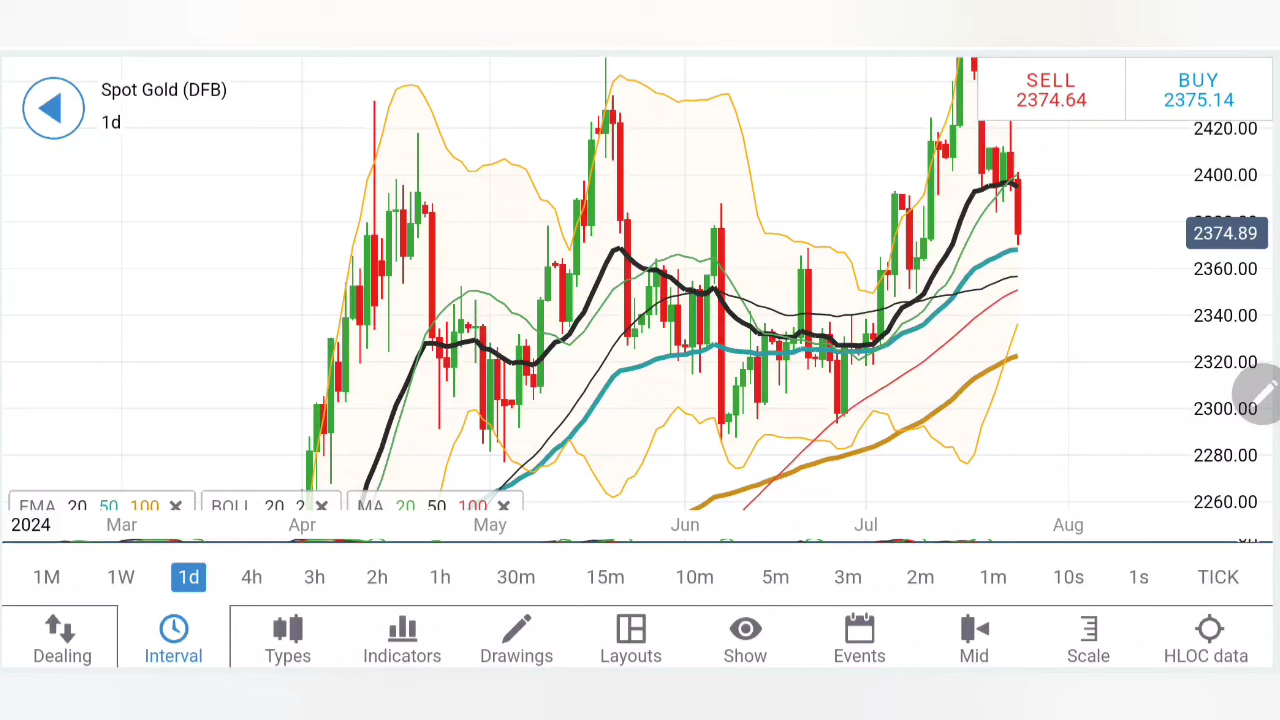 Spot Gold (DFB)
1d
SELL
2374.64
BUY
2375.14
2420.00
2400.00
2374.89
2360.00
2340.00
2320.00
2300.00
2280.00
2260.00
EMA 20 50 100
BOLL 20 2
MA 20 50 100
2024 Mar Apr May Jun Jul Aug
1M 1W 1d 4h 3h 2h 1h 30m 15m 10m 5m 3m 2m 1m 10s 1s TICK
Dealing Interval Types Indicators Drawings Layouts Show Events Mid Scale HLOC data